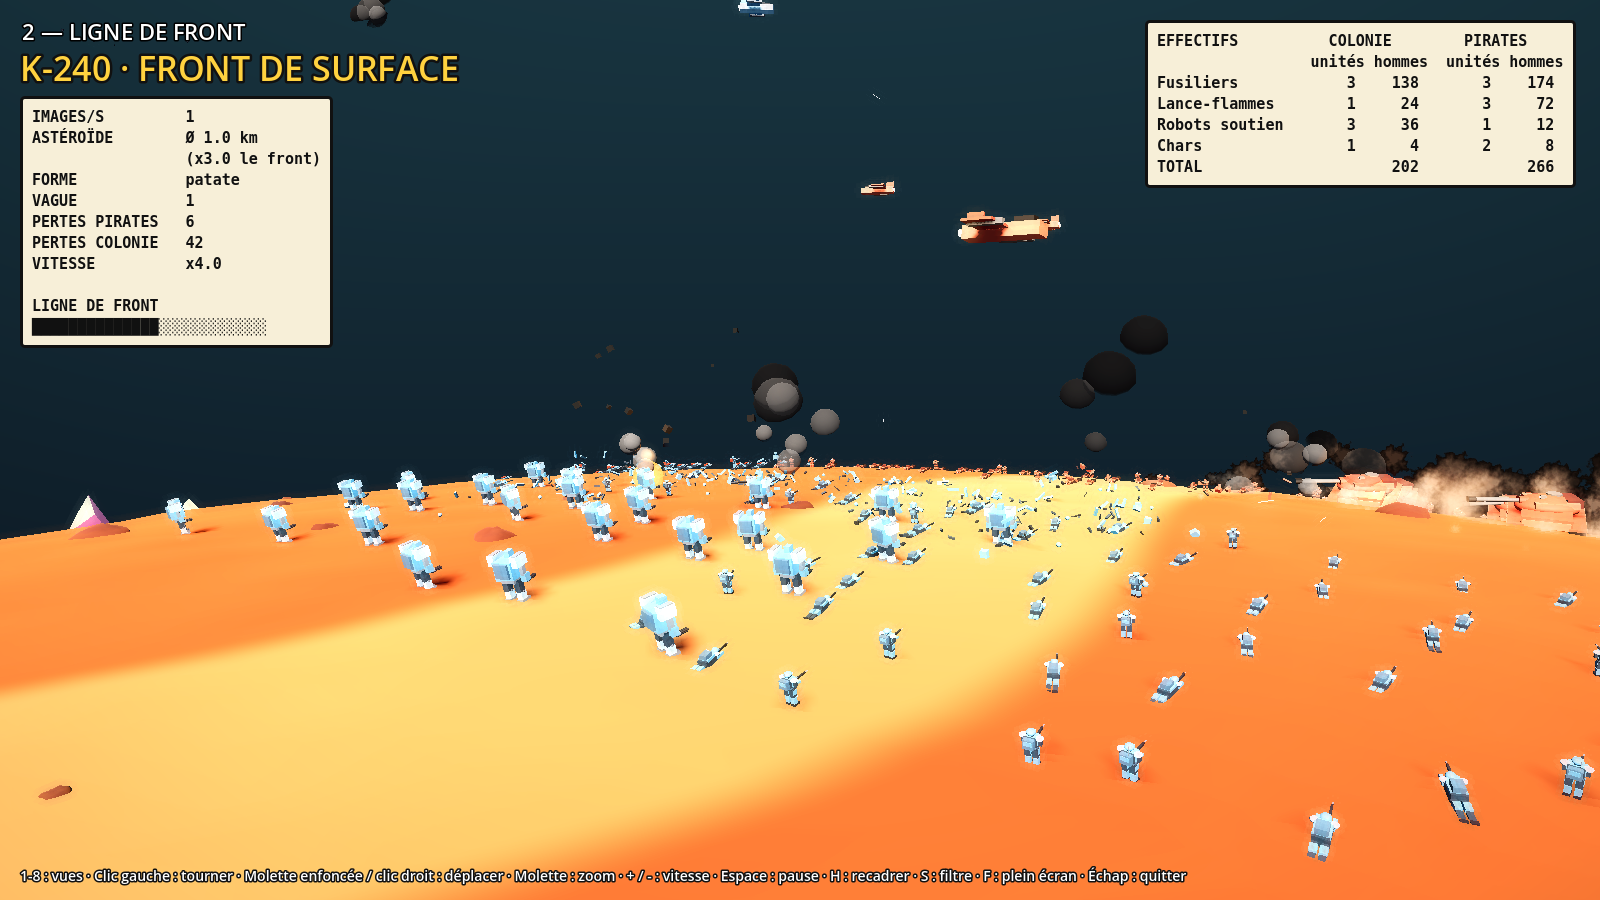 2 — LIGNE DE FRONT
K-240 · FRONT DE SURFACE
IMAGES/S 1
ASTÉROÏDE Ø 1.0 km
(x3.0 le front)
FORME patate
VAGUE 1
PERTES PIRATES 6
PERTES COLONIE 42
VITESSE x4.0
LIGNE DE FRONT
EFFECTIFS COLONIE PIRATES
unités hommes unités hommes
Fusiliers 3 138 3 174
Lance-flammes 1 24 3 72
Robots soutien 3 36 1 12
Chars 1 4 2 8
TOTAL 202 266
1-8 : vues · Clic gauche : tourner · Molette enfoncée / clic droit : déplacer · Molette : zoom · + / - : vitesse · Espace : pause · H : recadrer · S : filtre · F : plein écran · Échap : quitter